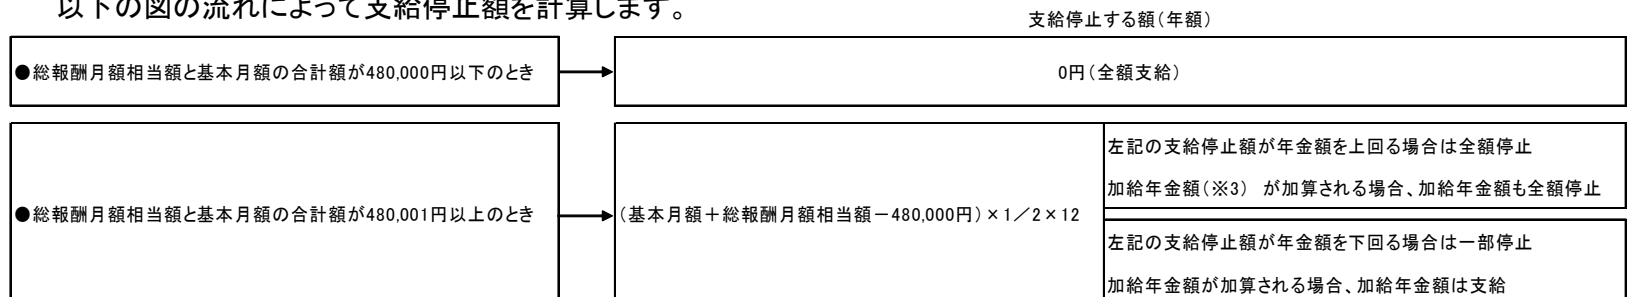 以下の図の流れによって支給停止額を計算します。
支給停止する額（年額）
●総報酬月額相当額と基本月額の合計額が480,000円以下のとき
0円（全額支給）
●総報酬月額相当額と基本月額の合計額が480,001円以上のとき
（基本月額＋総報酬月額相当額－480,000円）×1／2×12
左記の支給停止額が年金額を上回る場合は全額停止
加給年金額（※3） が加算される場合、加給年金額も全額停止
左記の支給停止額が年金額を下回る場合は一部停止
加給年金額が加算される場合、加給年金額は支給